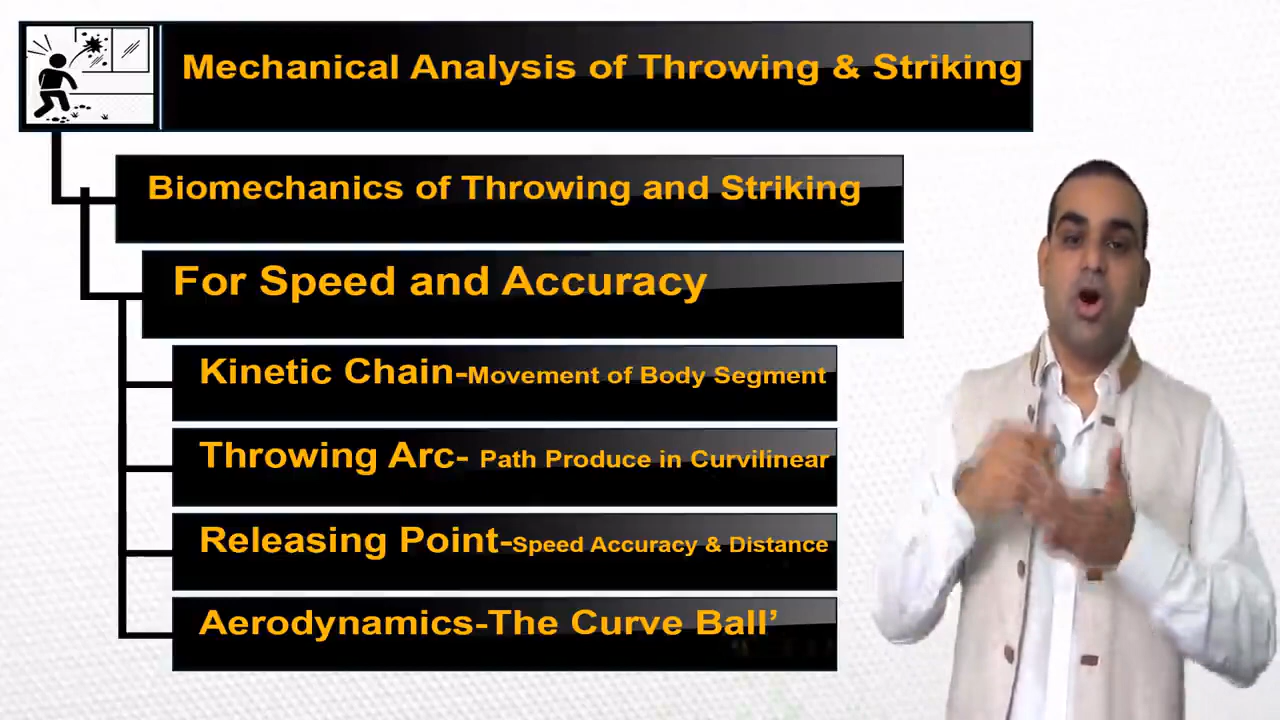 Mechanical Analysis of Throwing & Striking
Biomechanics of Throwing and Striking
For Speed and Accuracy
Kinetic Chain-Movement of Body Segment
Throwing Arc- Path Produce in Curvilinear
Releasing Point-Speed Accuracy & Distance
Aerodynamics-The Curve Ball’